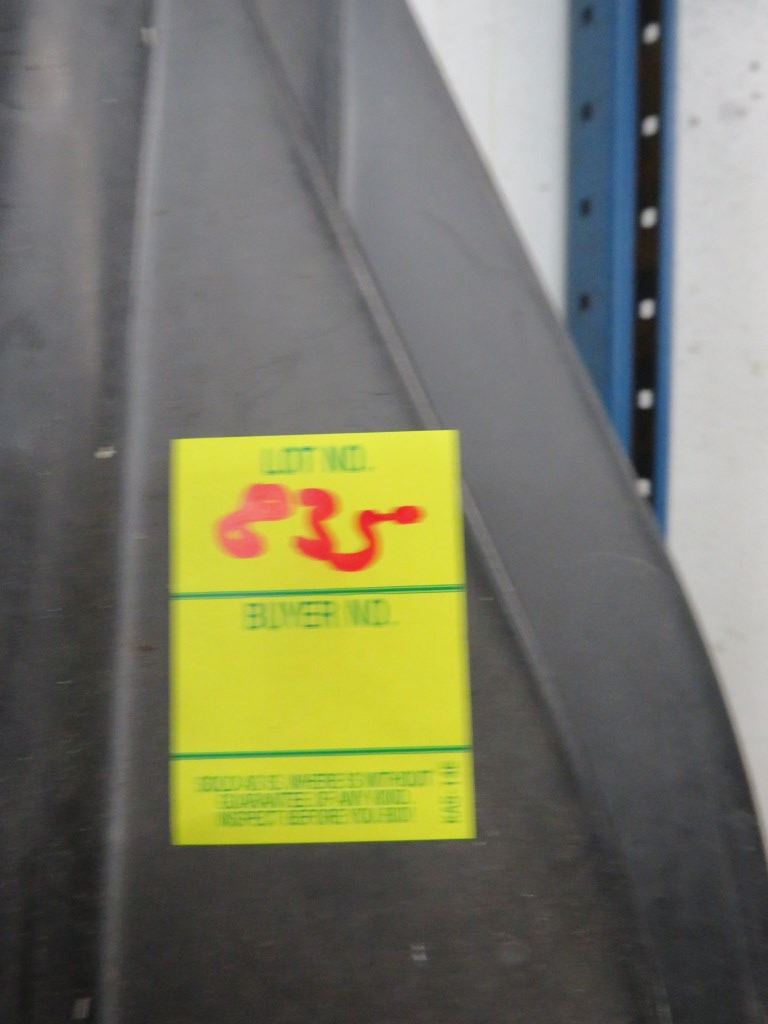 LOT NO.
835
BUYER NO.
SOLD AS IS, WHERE IS WITHOUT
GUARANTEE OF ANY KIND.
INSPECT BEFORE YOU BID!